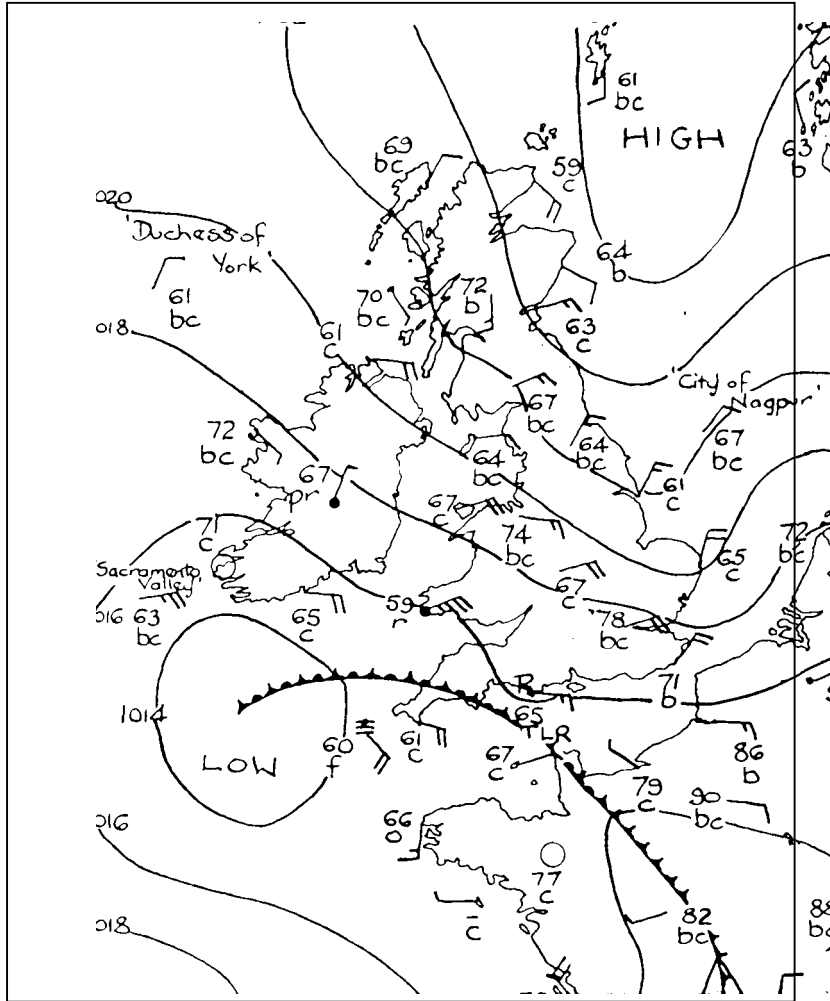 61
bc
HIGH
69
bc
59
c
63
b
020
'Duchess of
York'
61
bc
64
b
70
bc
72
b
63
c
018
61
c
'City of
Nagpur'
67
bc
67
bc
72
bc
64
bc
64
bc
67
pr
61
c
67
c
71
c
74
bc
65
c
72
bc
Sacramento
Valley'
67
c
016
63
bc
65
c
59
r
78
bc
R
71
b
1014
65
LR
60
f
61
c
LOW
67
c
86
b
79
c
90
bc
016
66
o
77
c
018
c
82
bc
88
bc